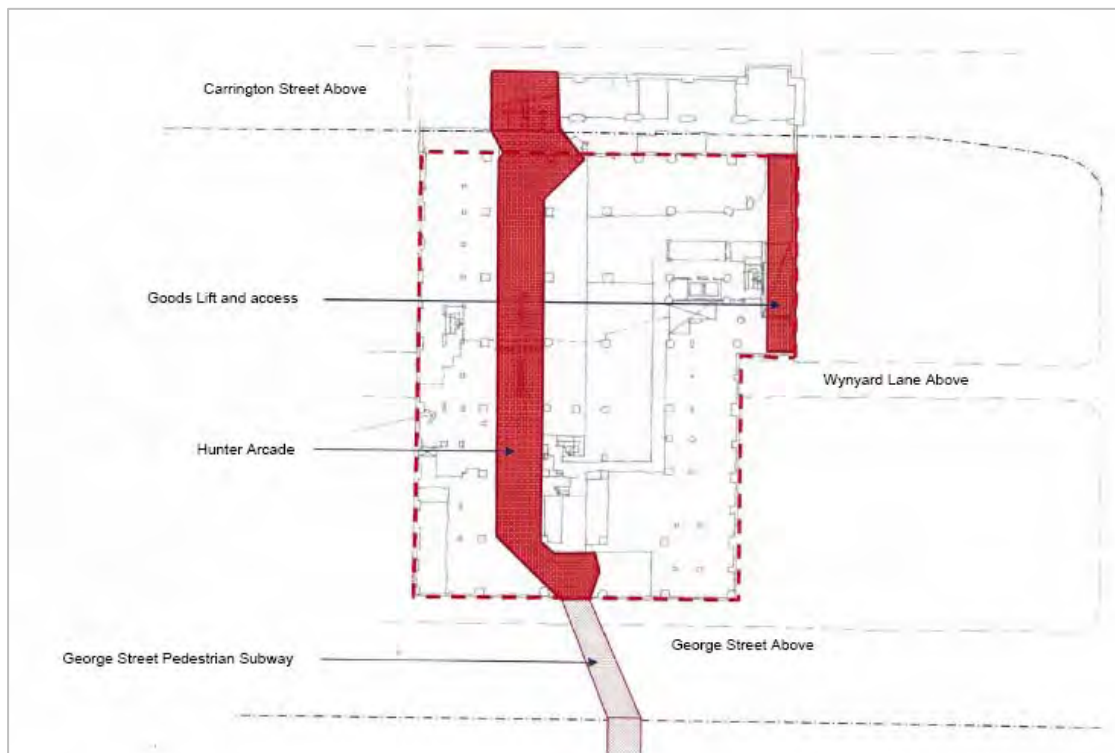 Carrington Street Above
Goods Lift and access
Wynyard Lane Above
Hunter Arcade
George Street Above
George Street Pedestrian Subway